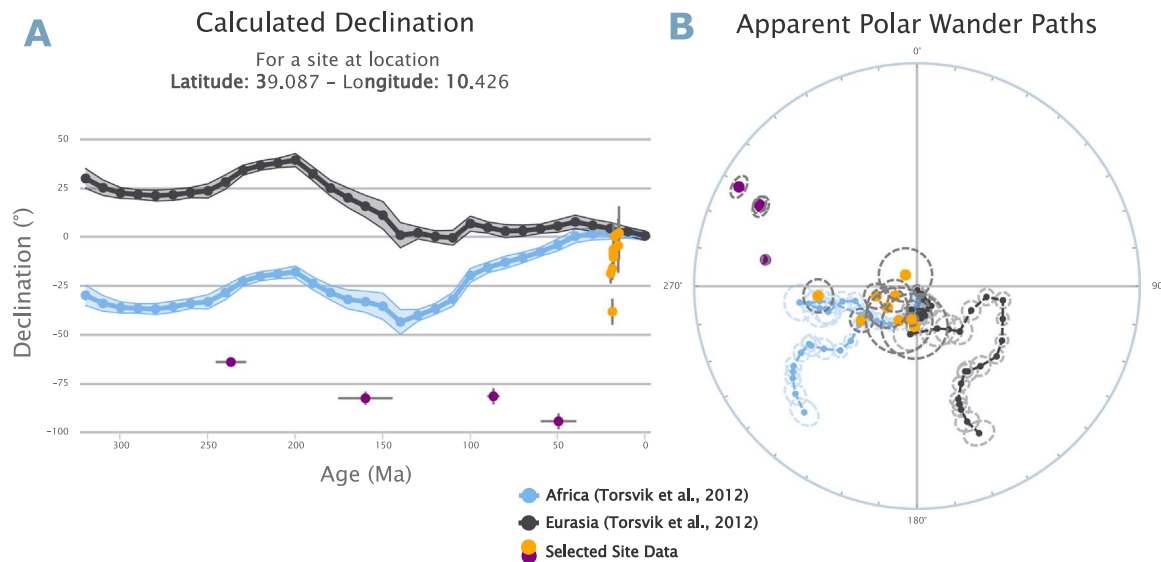 A
Calculated Declination
For a site at location
Latitude: 39.087 – Longitude: 10.426
50
25
0
−25
−50
−75
−100
Declination (°)
300
250
200
150
100
50
0
Age (Ma)
B
Apparent Polar Wander Paths
0°
270°
90
180°
Africa (Torsvik et al., 2012)
Eurasia (Torsvik et al., 2012)
Selected Site Data